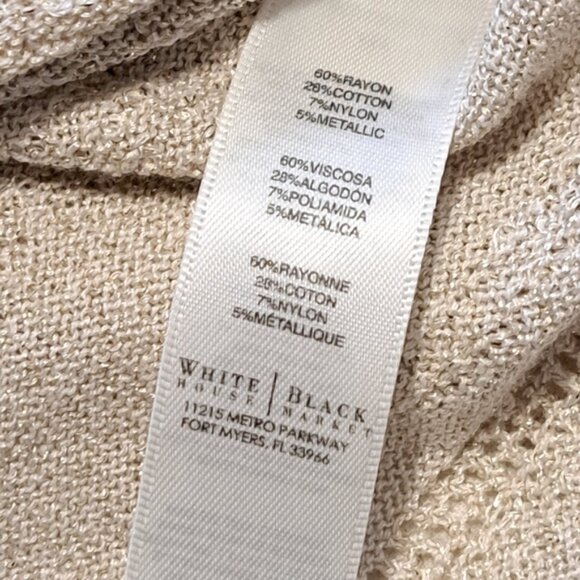 60%RAYON
28%COTTON
7%NYLON
5%METALLIC
60%VISCOSA
28%ALGODÓN
7%POLIAMIDA
5%METÁLICA
60%RAYONNE
28%COTON
7%NYLON
5%MÉTALLIQUE
WHITE | BLACK
HOUSE MARKET
11215 METRO PARKWAY
FORT MYERS, FL 33966